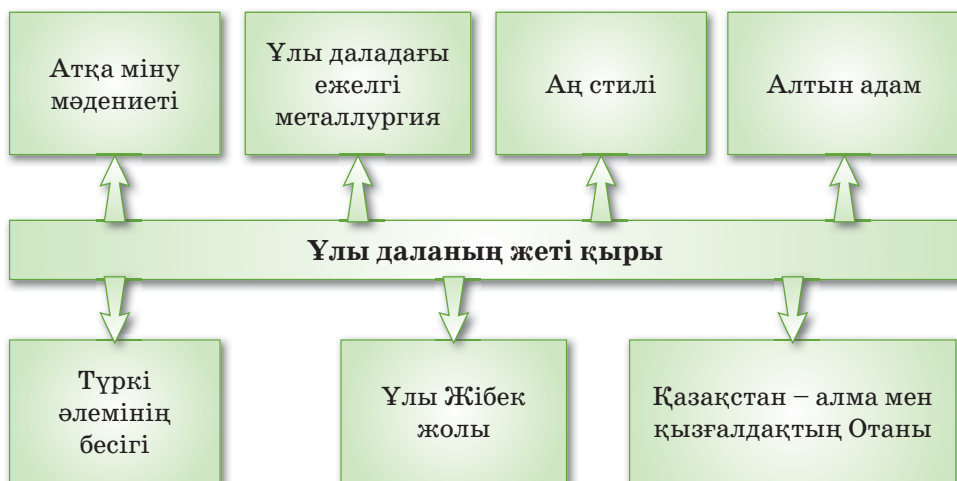 Атқа міну
мәдениеті
Ұлы даладағы
ежелгі
металлургия
Аң стилі
Алтын адам
Ұлы даланың жеті қыры
Түркі
әлемінің
бесігі
Ұлы Жібек
жолы
Қазақстан – алма мен
қызғалдақтың Отаны